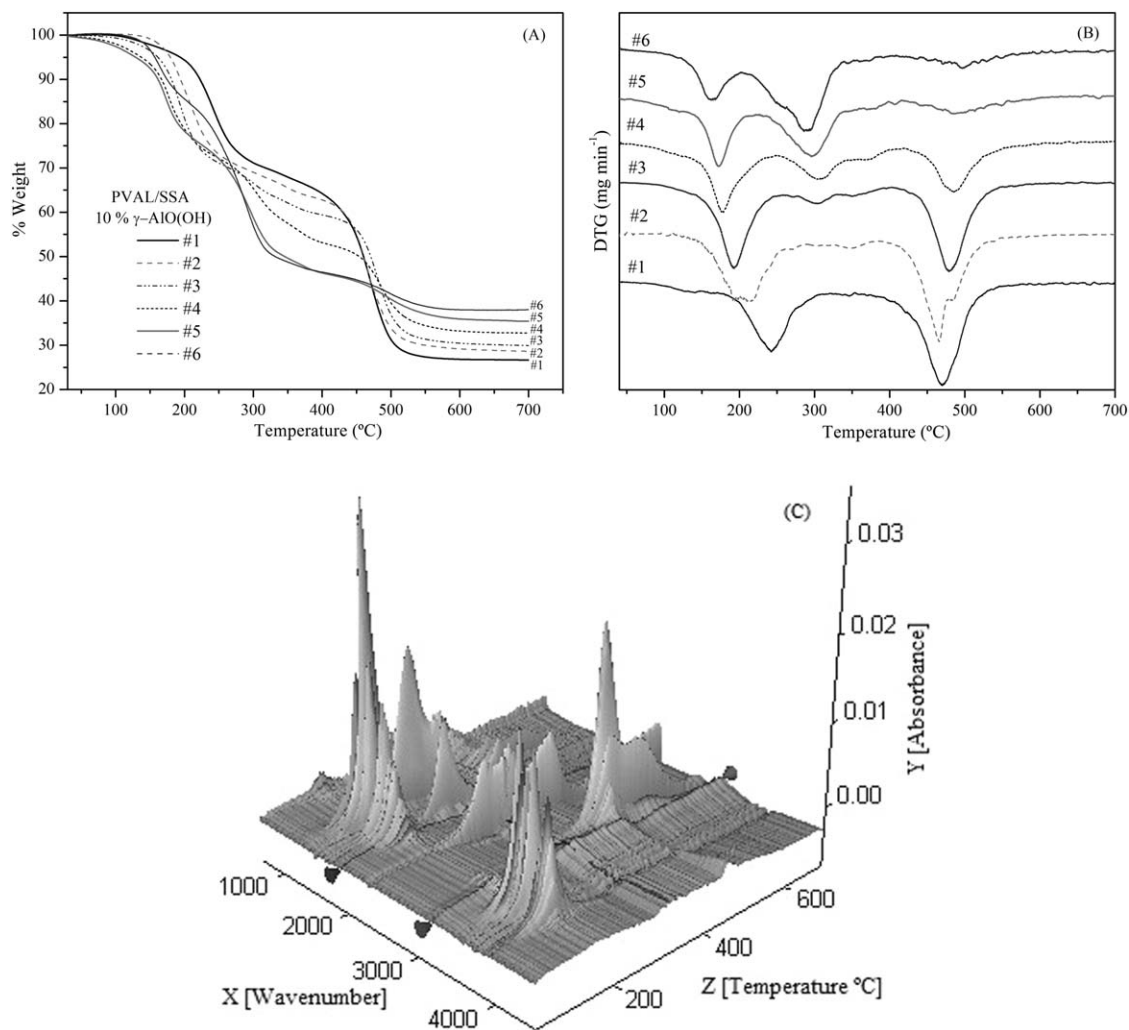 (A)
100
90
80
70
60
50
40
30
20
% Weight
PVAL/SSA
10 % γ–AlO(OH)
#1
#2
#3
#4
#5
#6
#6
#5
#4
#3
#2
#1
100 200 300 400 500 600 700
Temperature (ºC)
(B)
DTG (mg min⁻¹)
#6
#5
#4
#3
#2
#1
100 200 300 400 500 600 700
Temperature (ºC)
(C)
0.03
0.02
0.01
0.00
Y [Absorbance]
1000
2000
3000
4000
X [Wavenumber]
600
400
200
Z [Temperature ºC]